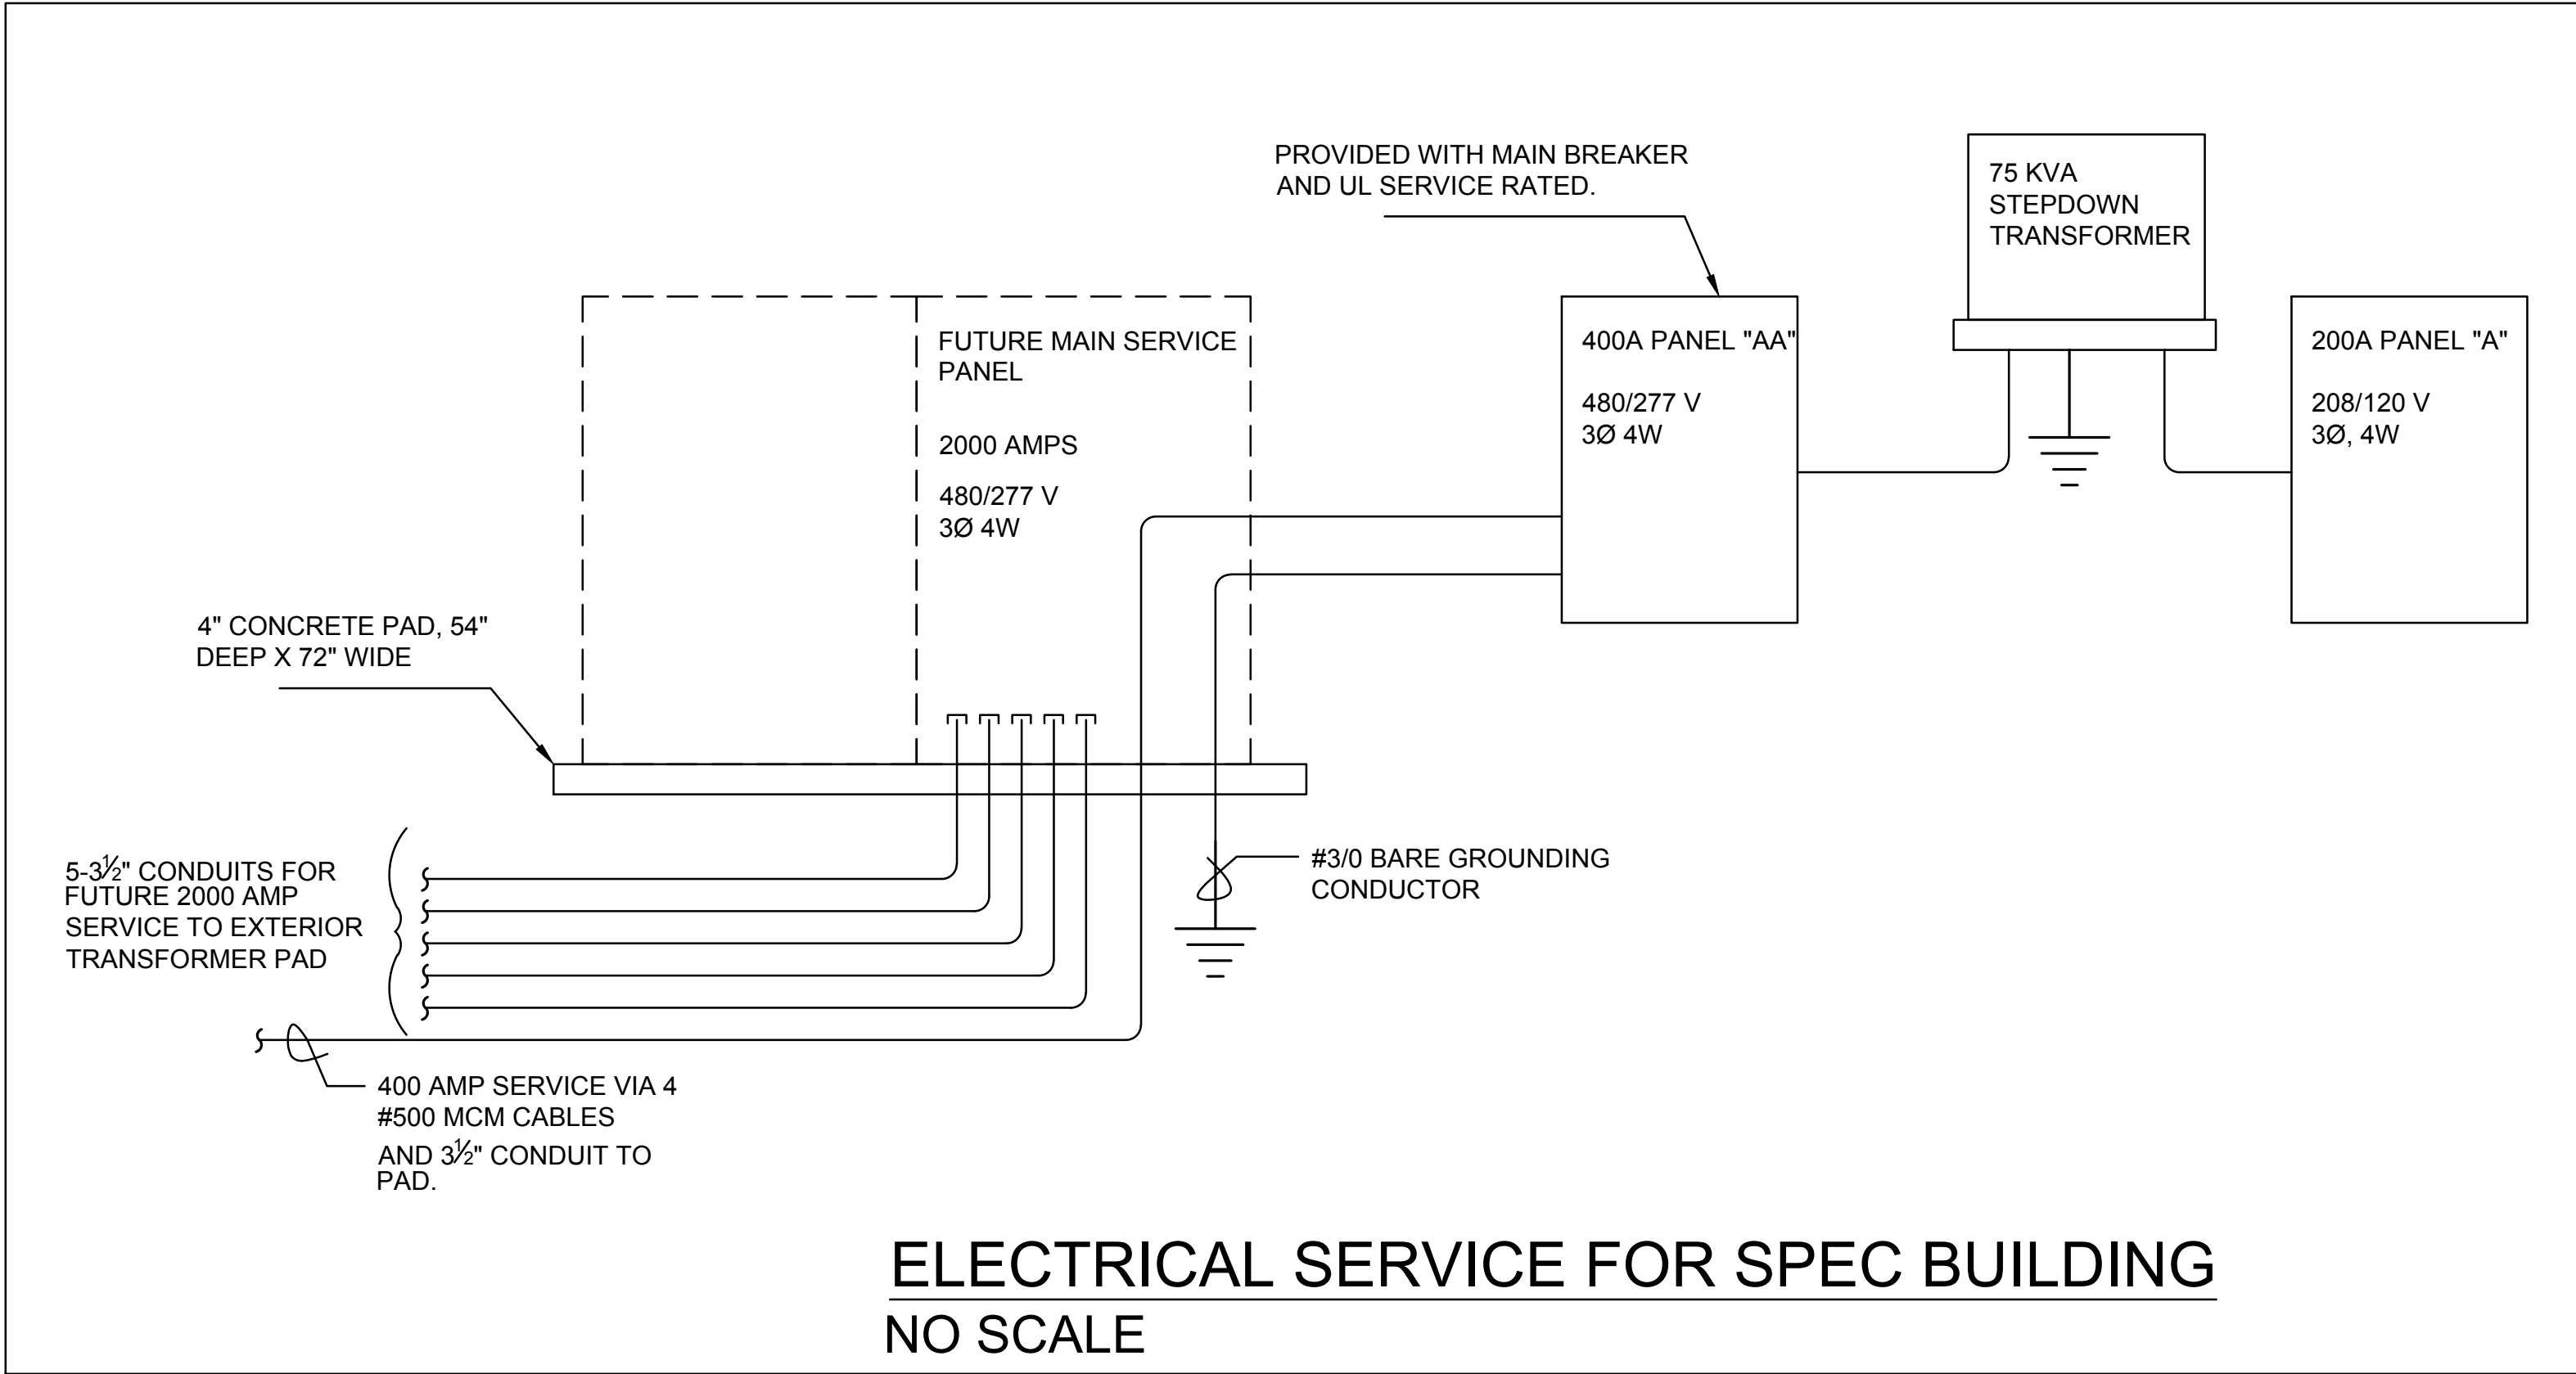 PROVIDED WITH MAIN BREAKER
AND UL SERVICE RATED.
75 KVA
STEPDOWN
TRANSFORMER
FUTURE MAIN SERVICE
PANEL
2000 AMPS
480/277 V
3Ø 4W
400A PANEL "AA"
480/277 V
3Ø 4W
200A PANEL "A"
208/120 V
3Ø, 4W
4" CONCRETE PAD, 54"
DEEP X 72" WIDE
5-3½" CONDUITS FOR
FUTURE 2000 AMP
SERVICE TO EXTERIOR
TRANSFORMER PAD
#3/0 BARE GROUNDING
CONDUCTOR
400 AMP SERVICE VIA 4
#500 MCM CABLES
AND 3½" CONDUIT TO
PAD.
ELECTRICAL SERVICE FOR SPEC BUILDING
NO SCALE